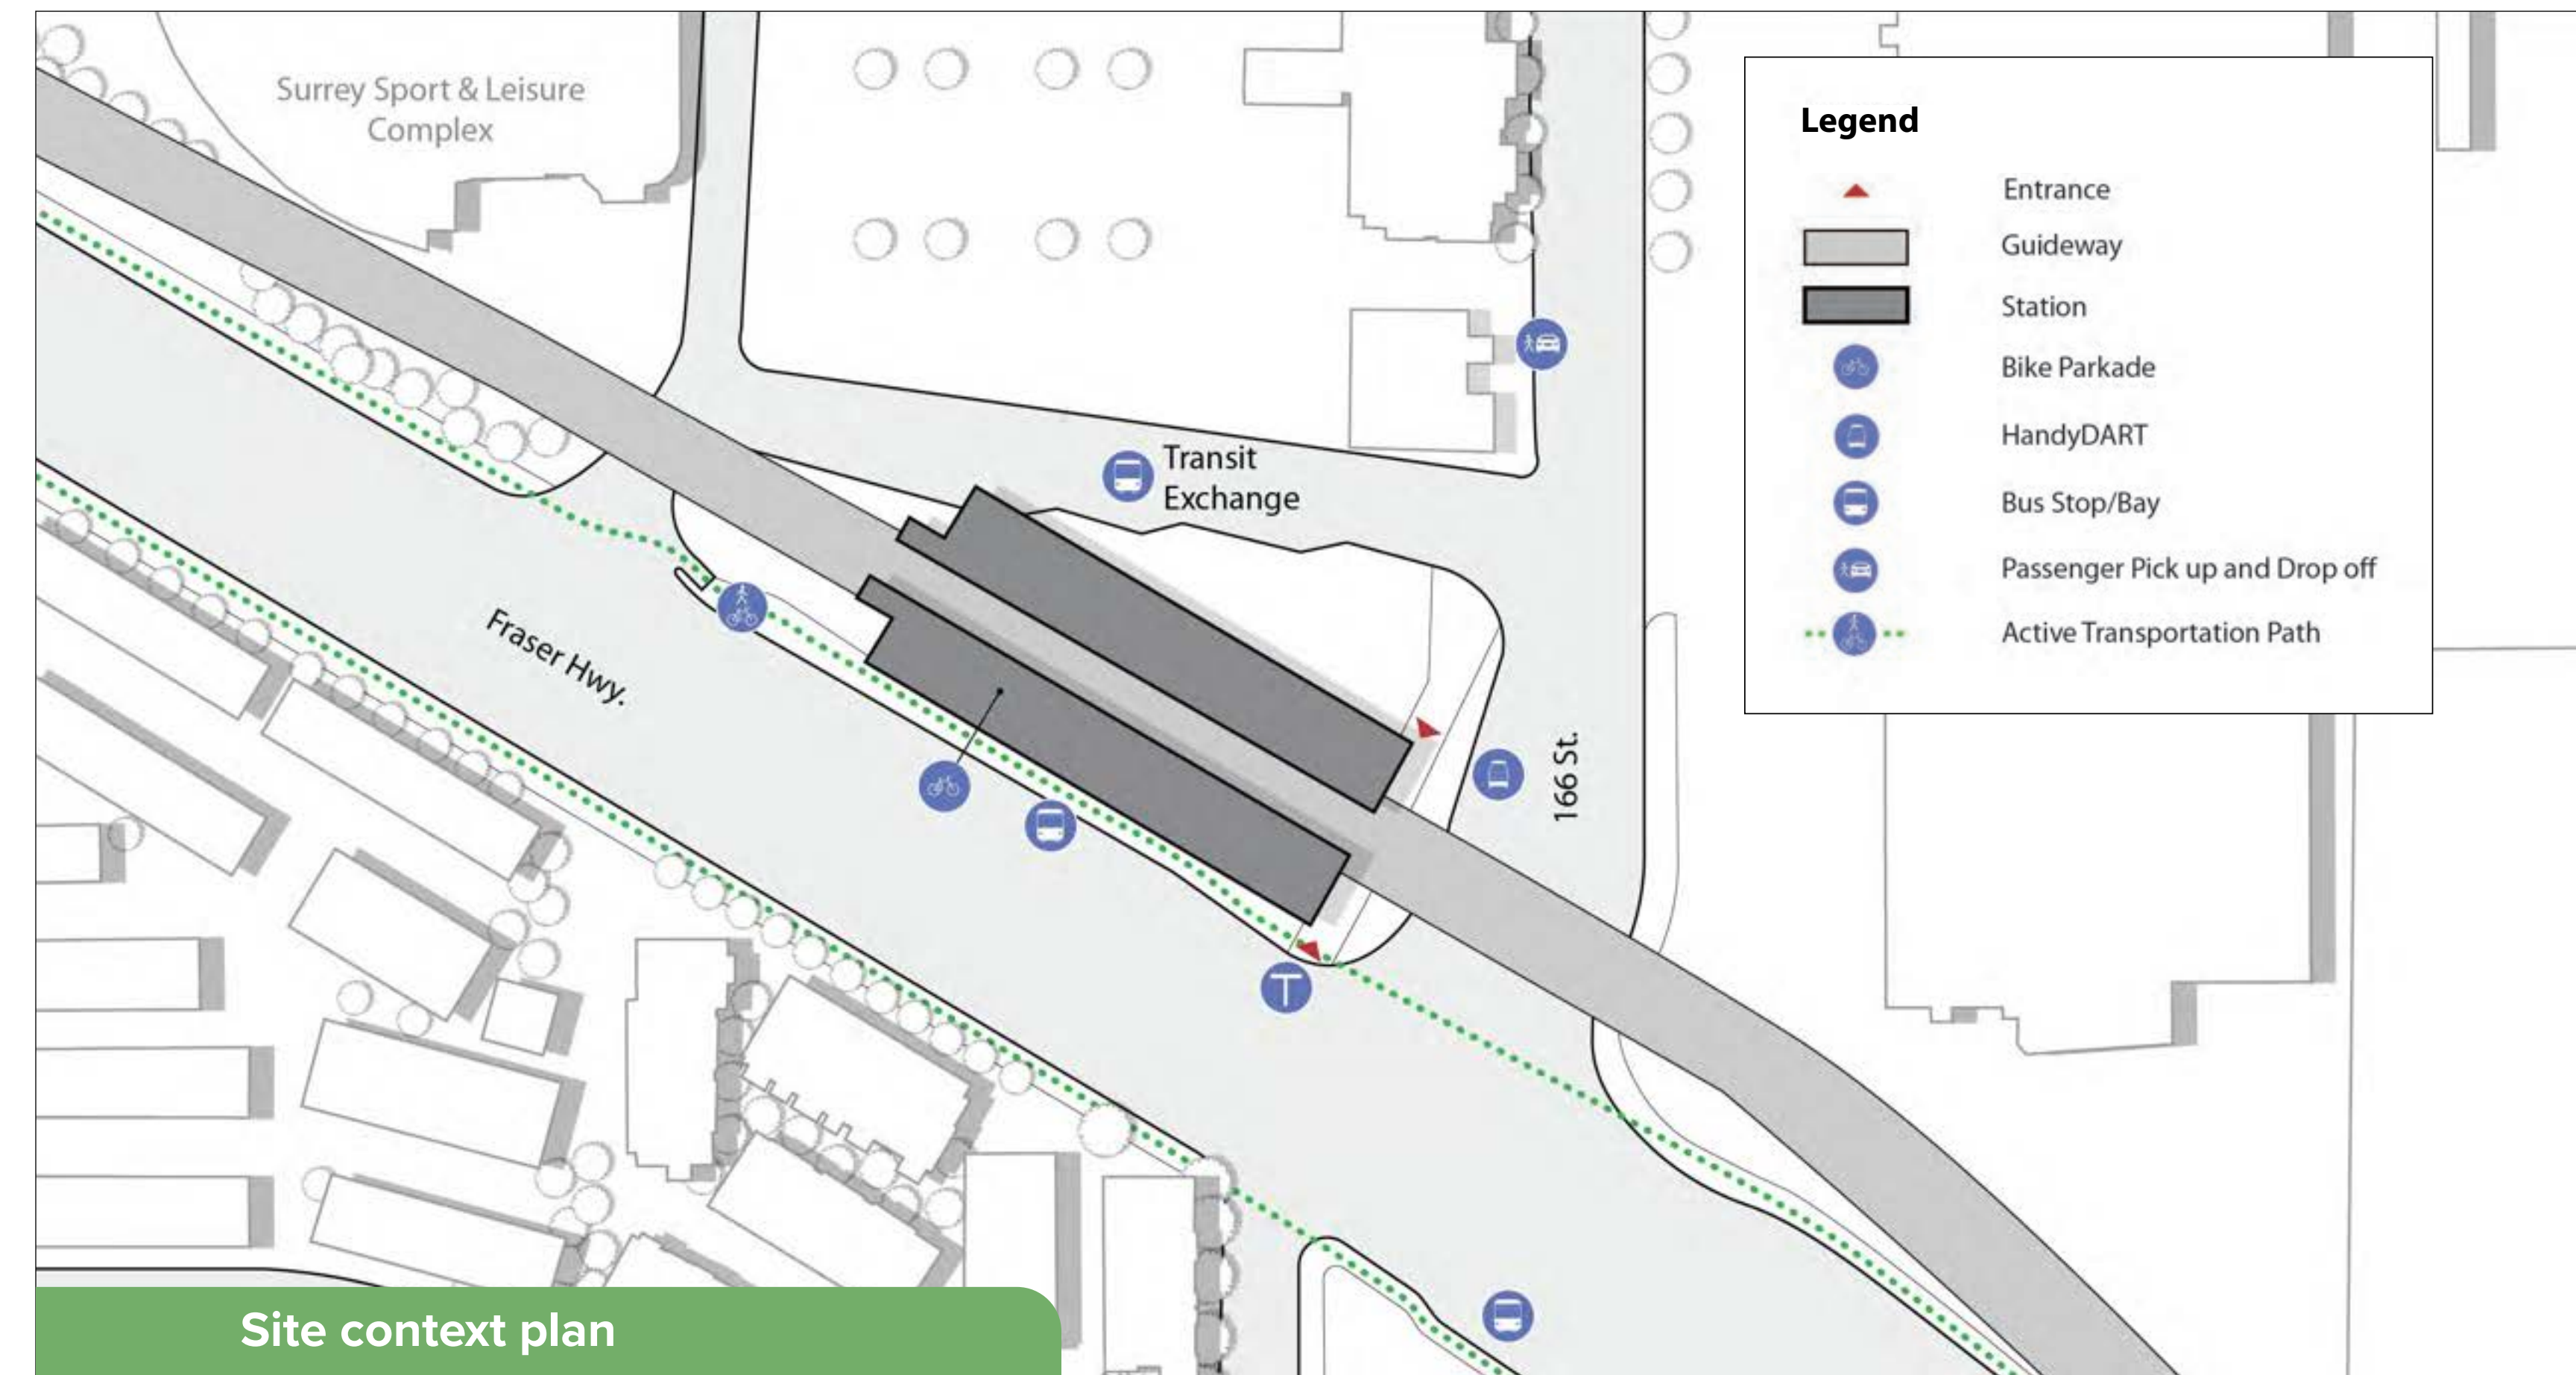 Surrey Sport & Leisure
Complex
Legend
Entrance
Guideway
Station
Bike Parkade
HandyDART
Bus Stop/Bay
Passenger Pick up and Drop off
Active Transportation Path
Transit
Exchange
Fraser Hwy.
166 St.
T
Site context plan